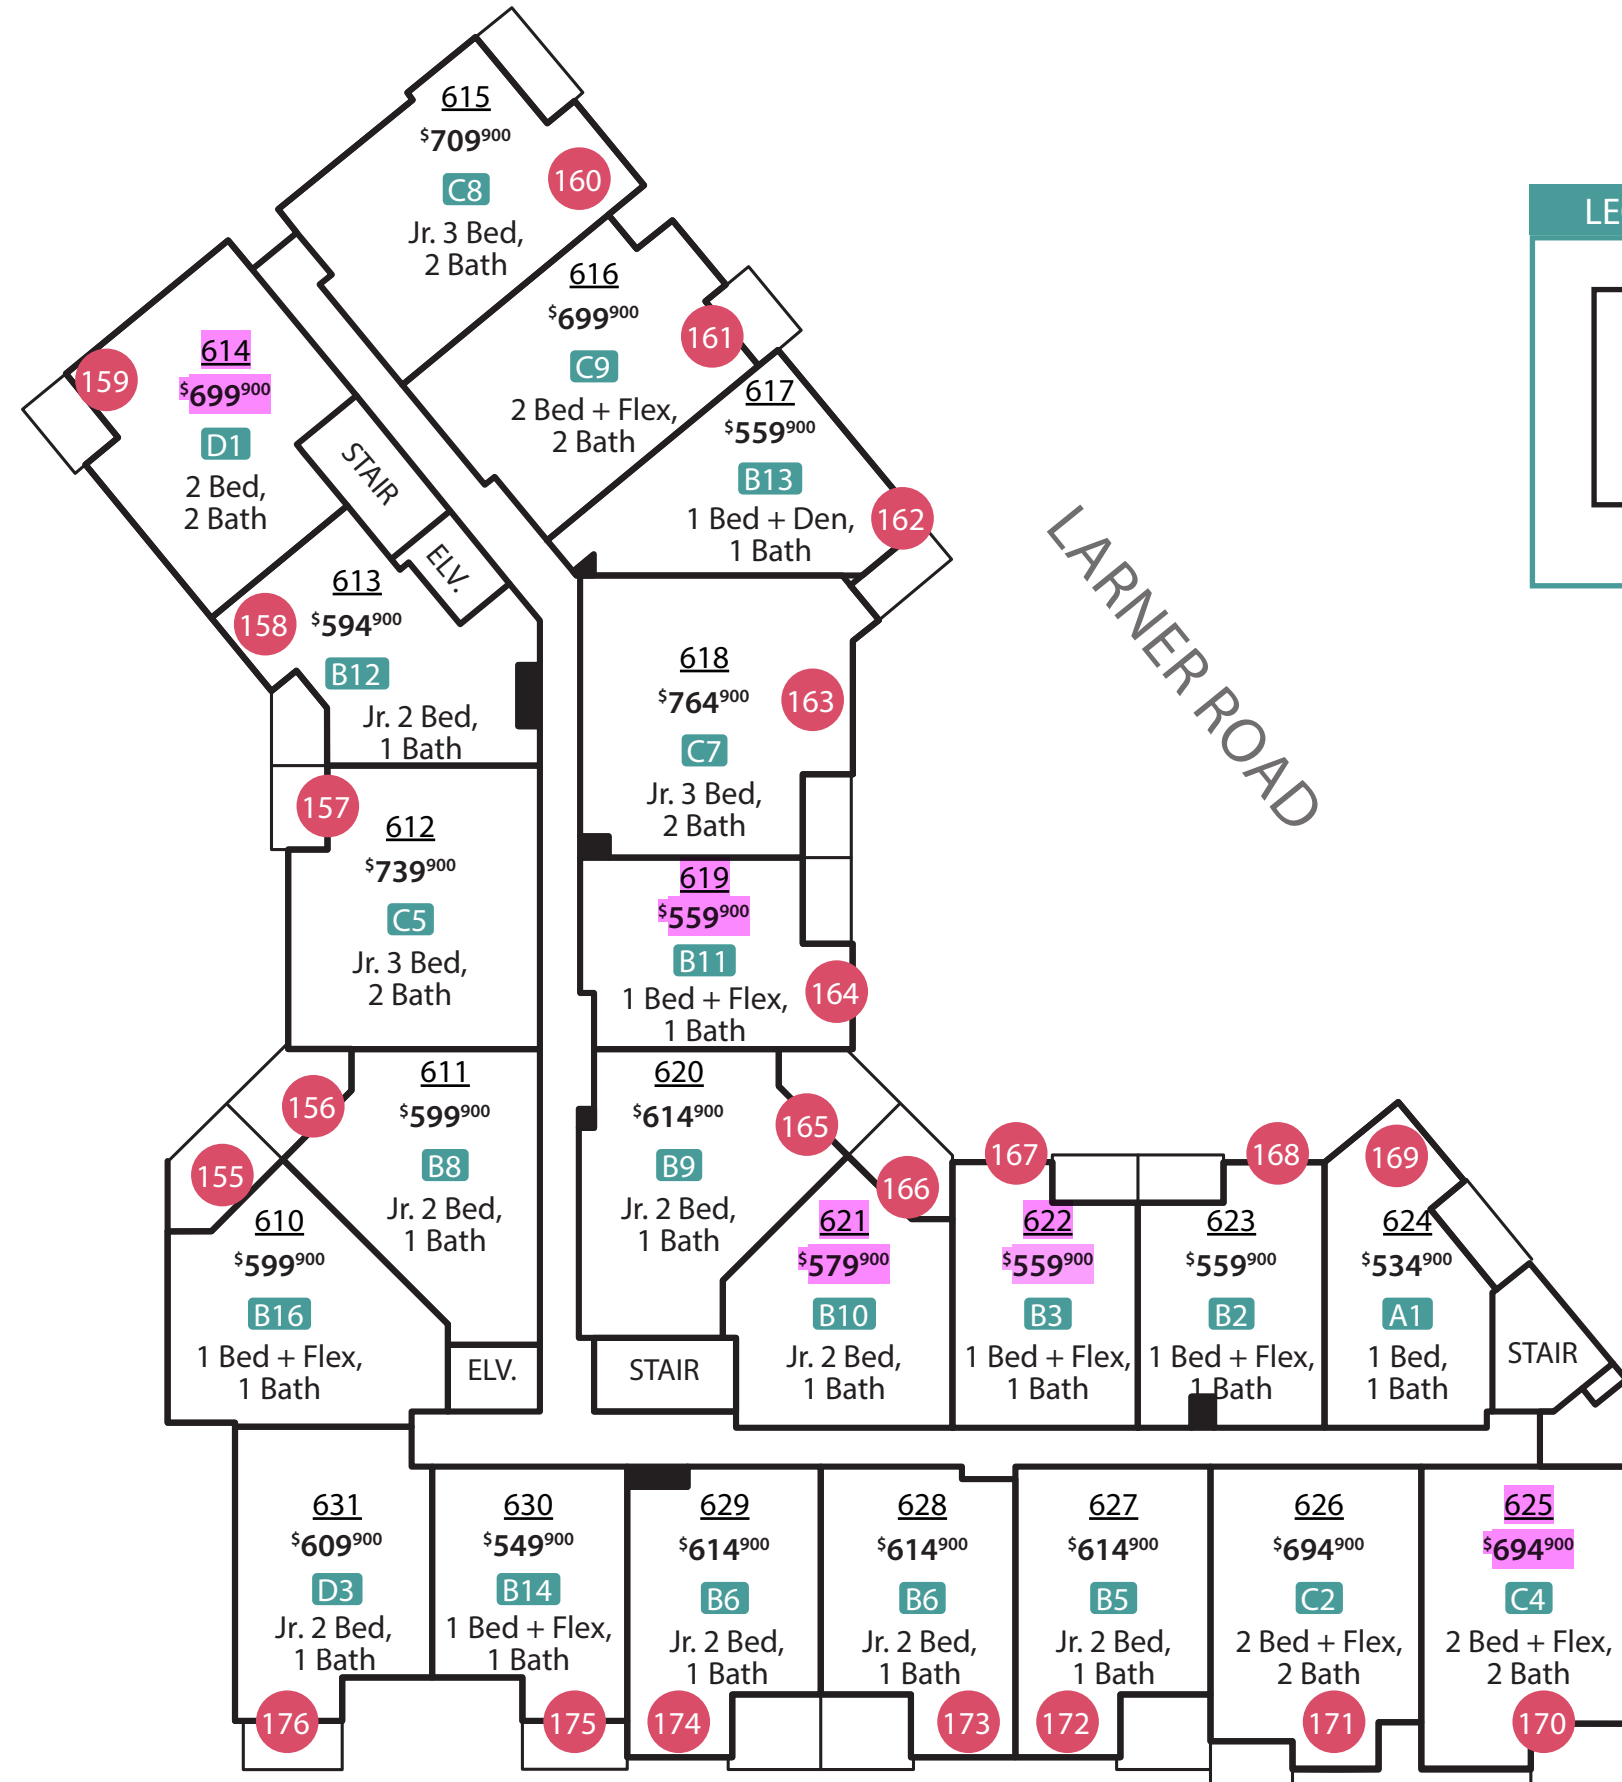 615
$709900
C8
160
Jr. 3 Bed,
2 Bath
616
$699900
C9
161
2 Bed + Flex,
2 Bath
614
$699900
D1
159
2 Bed,
2 Bath
STAIR
ELV.
617
$559900
B13
162
1 Bed + Den,
1 Bath
613
158
$594900
B12
Jr. 2 Bed,
1 Bath
618
$764900
163
C7
Jr. 3 Bed,
2 Bath
LARNER ROAD
LE
157
612
$739900
C5
Jr. 3 Bed,
2 Bath
619
$559900
B11
164
1 Bed + Flex,
1 Bath
156
611
$599900
B8
Jr. 2 Bed,
1 Bath
620
$614900
165
B9
Jr. 2 Bed,
1 Bath
155
610
$599900
B16
1 Bed + Flex,
1 Bath
ELV.
STAIR
166
621
$579900
B10
Jr. 2 Bed,
1 Bath
167
622
$559900
B3
1 Bed + Flex,
1 Bath
168
623
$559900
B2
1 Bed + Flex,
1 Bath
169
624
$534900
A1
1 Bed,
1 Bath
STAIR
631
$609900
D3
Jr. 2 Bed,
1 Bath
176
630
$549900
B14
1 Bed + Flex,
1 Bath
175
629
$614900
B6
Jr. 2 Bed,
1 Bath
174
628
$614900
B6
Jr. 2 Bed,
1 Bath
173
627
$614900
B5
Jr. 2 Bed,
1 Bath
172
626
$694900
C2
2 Bed + Flex,
2 Bath
171
625
$694900
C4
2 Bed + Flex,
2 Bath
170